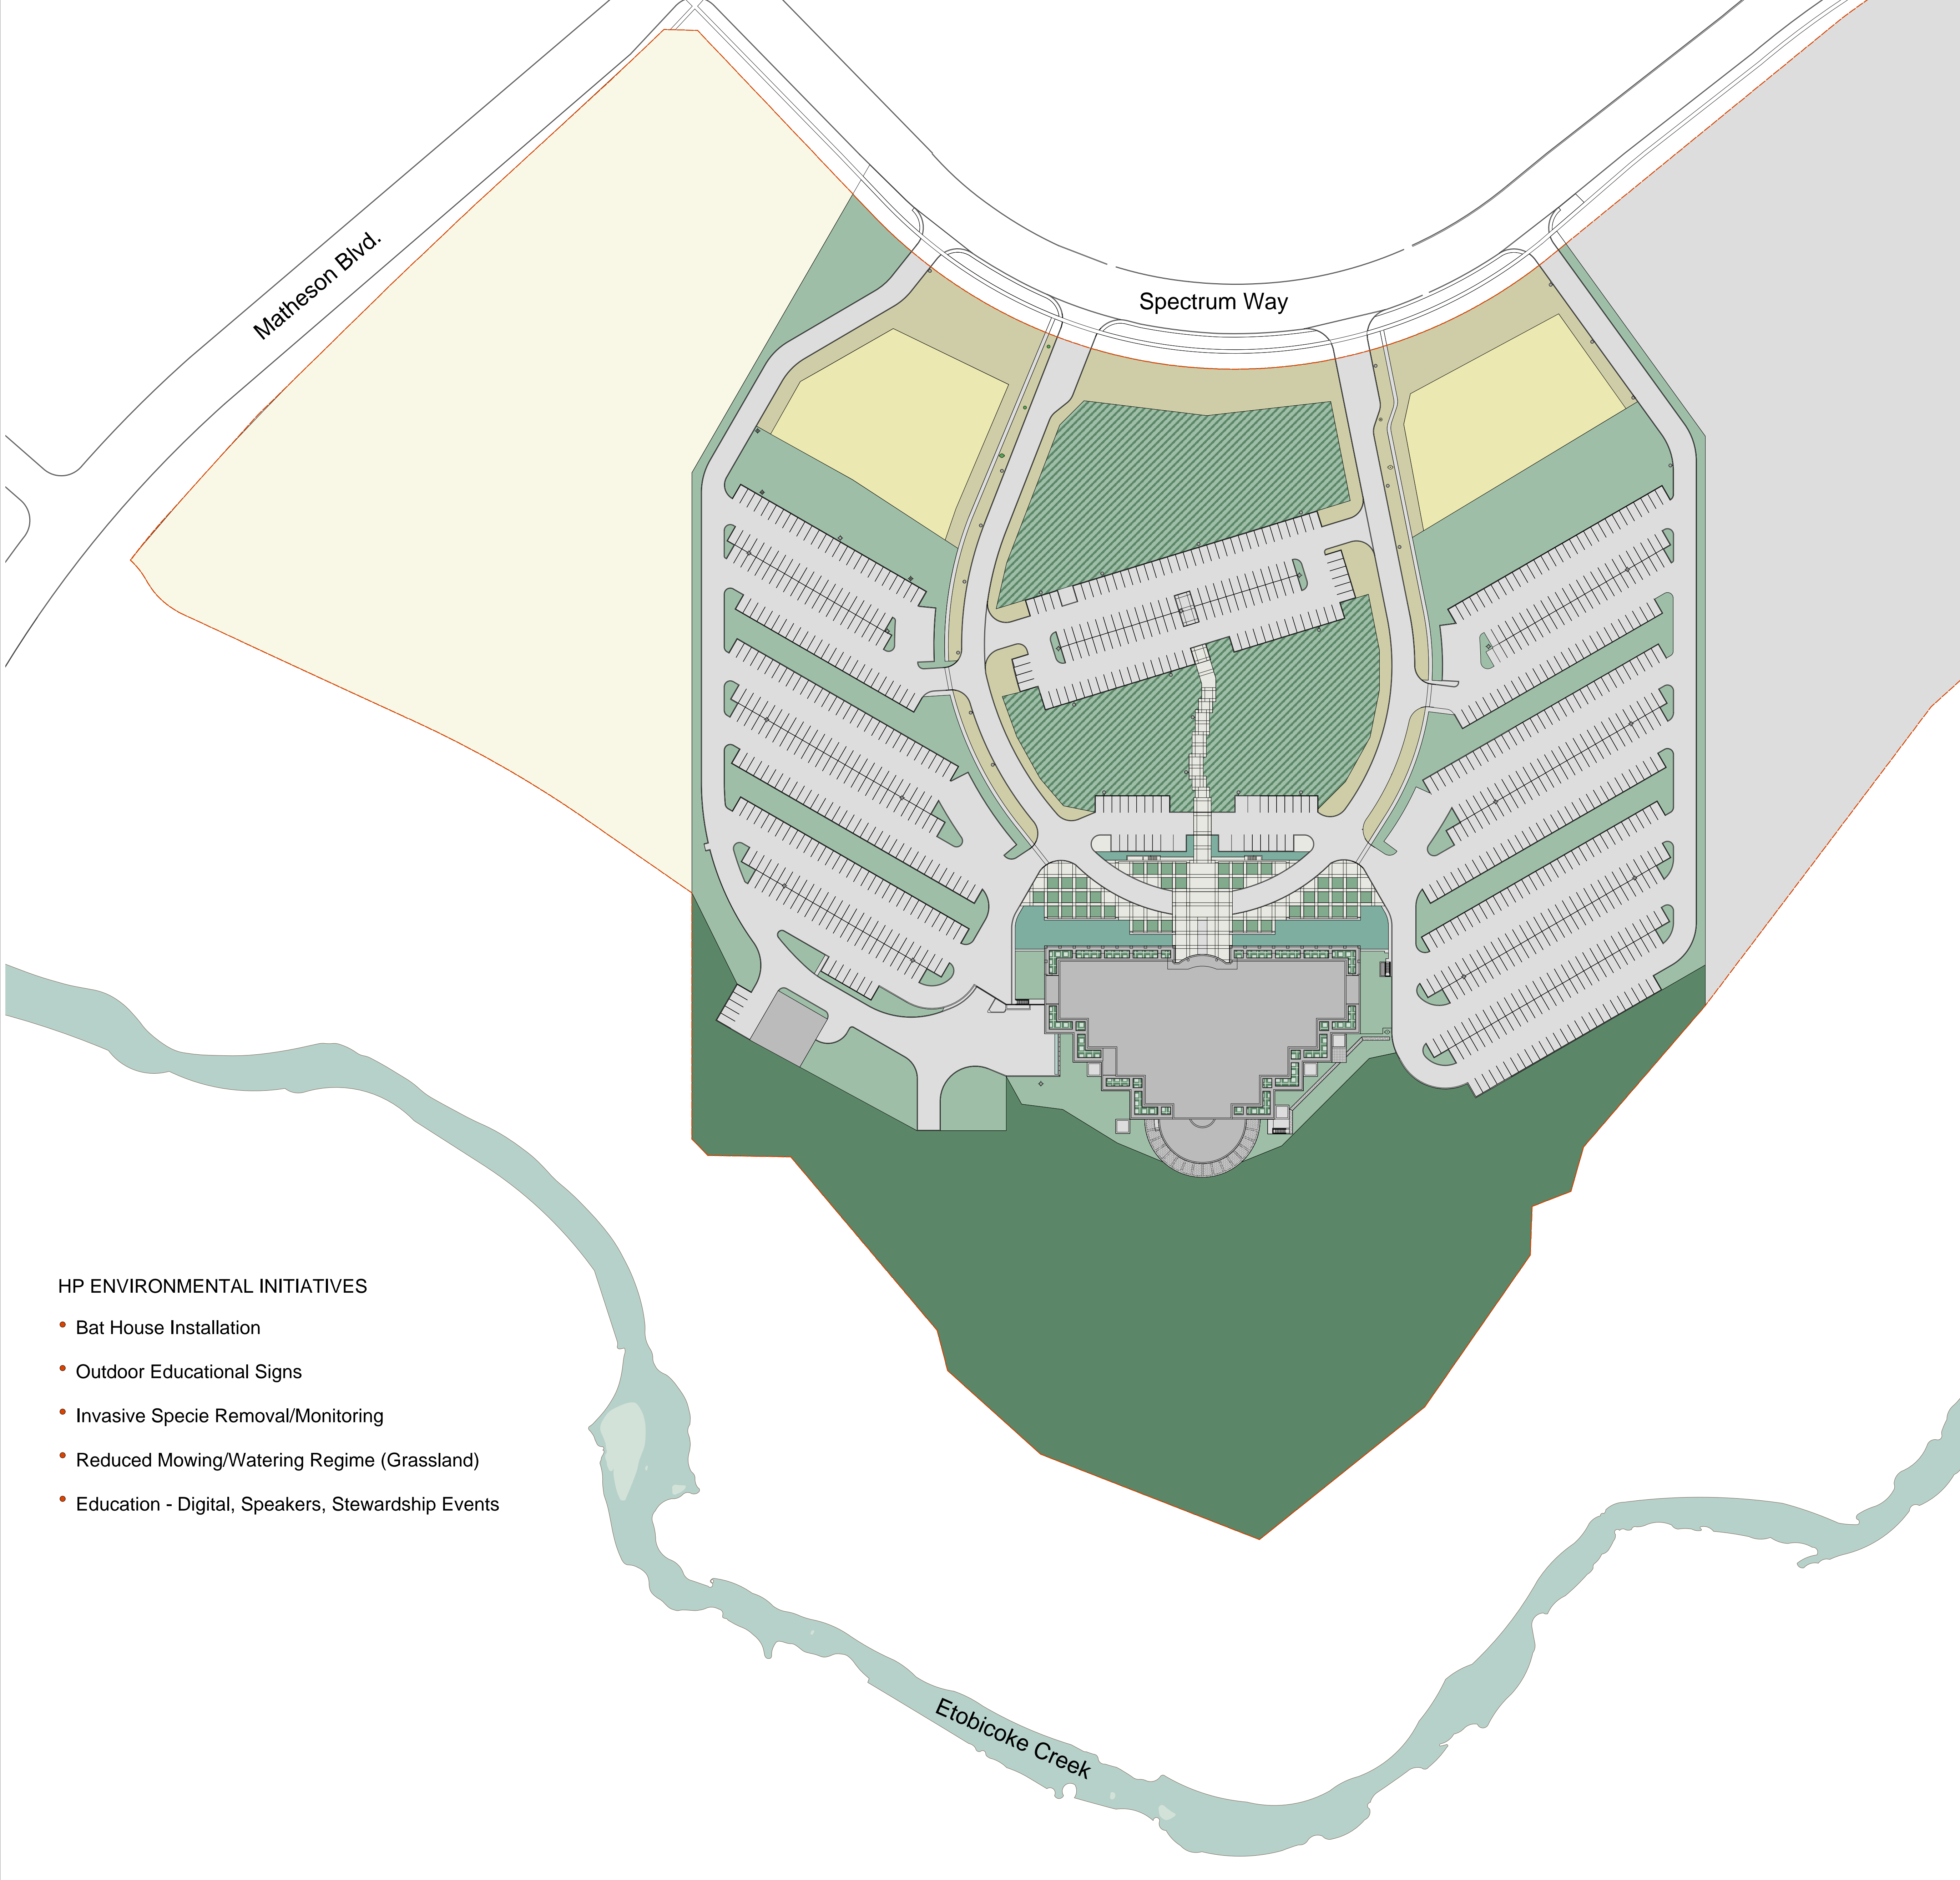 Matheson Blvd.
Spectrum Way
HP ENVIRONMENTAL INITIATIVES
• Bat House Installation
• Outdoor Educational Signs
• Invasive Specie Removal/Monitoring
• Reduced Mowing/Watering Regime (Grassland)
• Education - Digital, Speakers, Stewardship Events
Etobicoke Creek